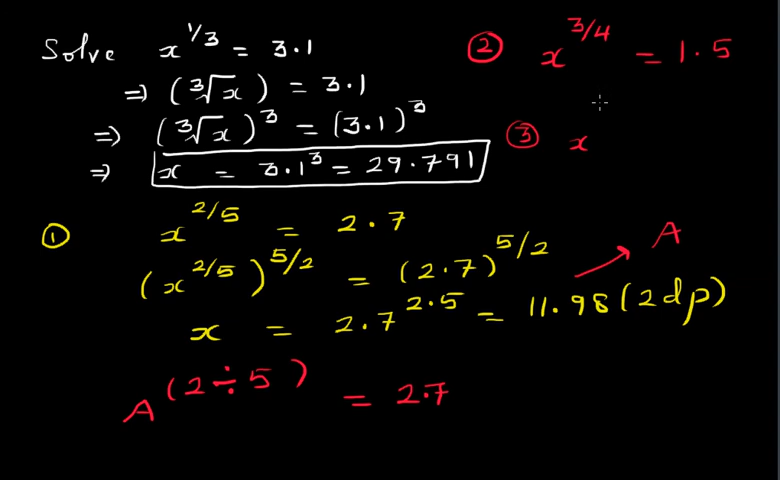 Solve x^1/3 = 3.1
⇒ (∛x) = 3.1
⇒ (∛x)^3 = (3.1)^3
⇒ x = 3.1^3 = 29.791
② x^3/4 = 1.5
③ x
① x^2/5 = 2.7
(x^2/5)^5/2 = (2.7)^5/2
x = 2.7^2.5 = 11.98 (2dp)
A
A^(2÷5) = 2.7